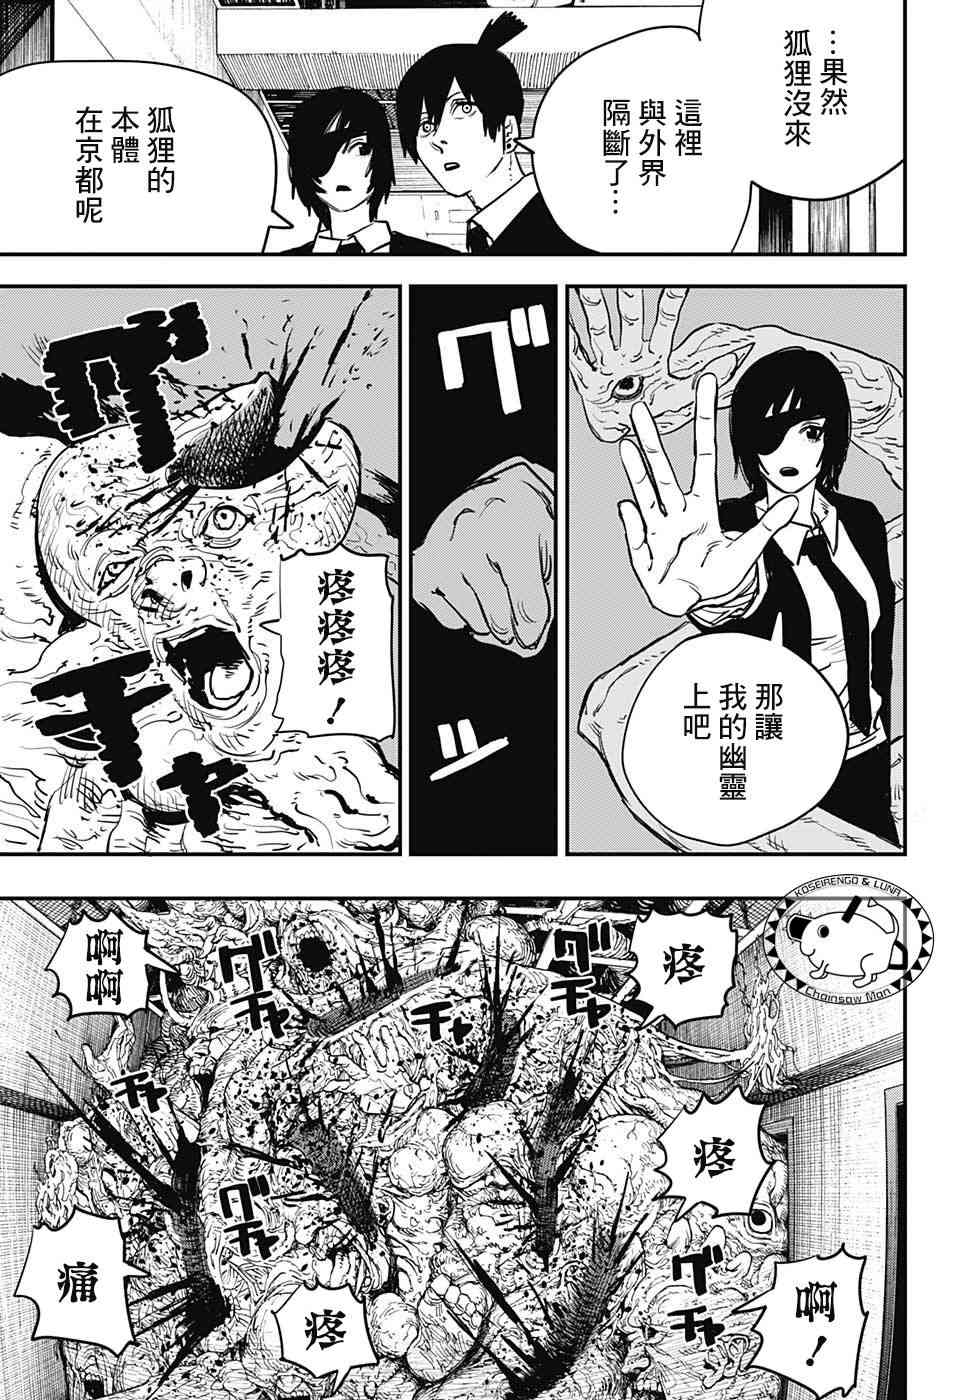 …果然
狐狸沒來
這裡
與外界
隔斷了…
狐狸的
本體
在京都呢
那讓
我的幽靈
上吧
グ
ッ
グ
チャ
疼疼疼！
KOSEIRENGO & LUNA
Chainsaw Man
疼
グチャ
チャ
グチャ
啊啊
チャ
チャ
疼
グチャ
グチャ
啊！
疼
痛